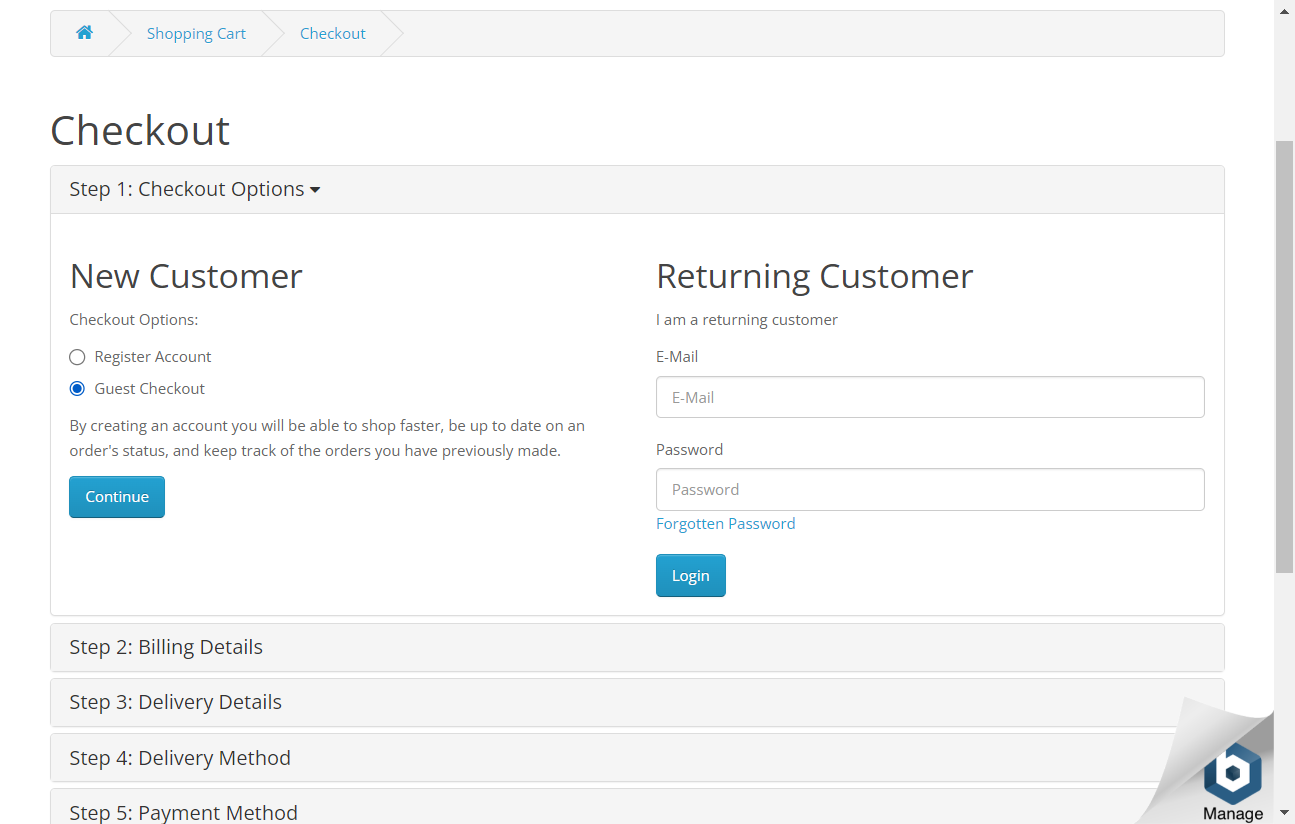 Shopping Cart
Checkout
Checkout
Step 1: Checkout Options
New Customer
Checkout Options:
Register Account
Guest Checkout
By creating an account you will be able to shop faster, be up to date on an
order's status, and keep track of the orders you have previously made.
Continue
Returning Customer
I am a returning customer
E-Mail
E-Mail
Password
Password
Forgotten Password
Login
Step 2: Billing Details
Step 3: Delivery Details
Step 4: Delivery Method
Step 5: Payment Method
Manage